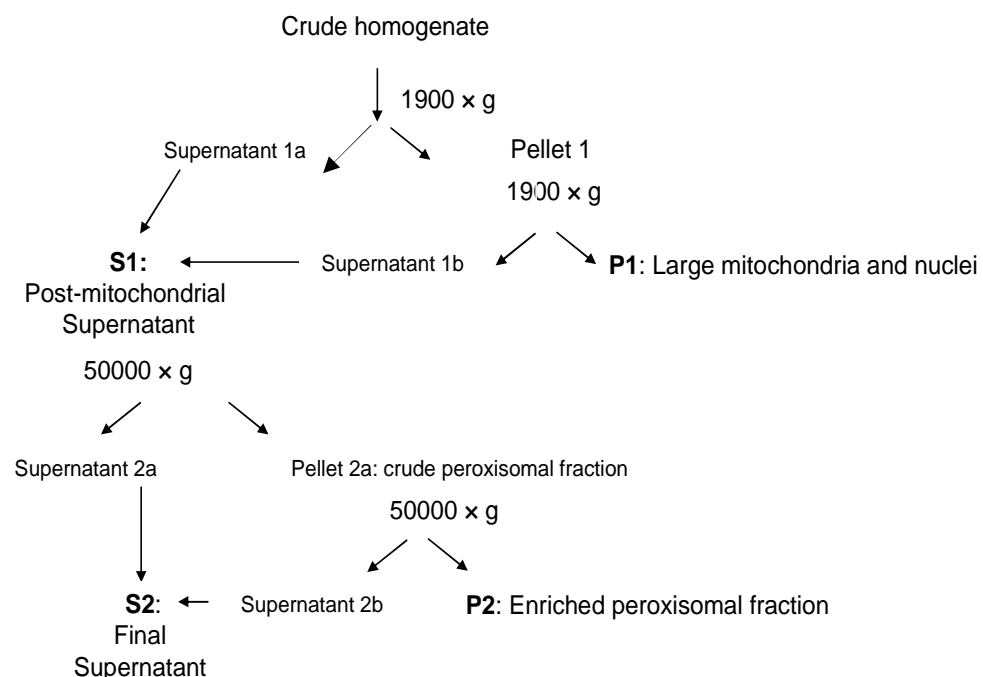 Crude homogenate
1900 × g
Supernatant 1a
Pellet 1
1900 × g
S1:
Post-mitochondrial
Supernatant
Supernatant 1b
P1: Large mitochondria and nuclei
50000 × g
Supernatant 2a
Pellet 2a: crude peroxisomal fraction
50000 × g
S2:
Final
Supernatant
Supernatant 2b
P2: Enriched peroxisomal fraction